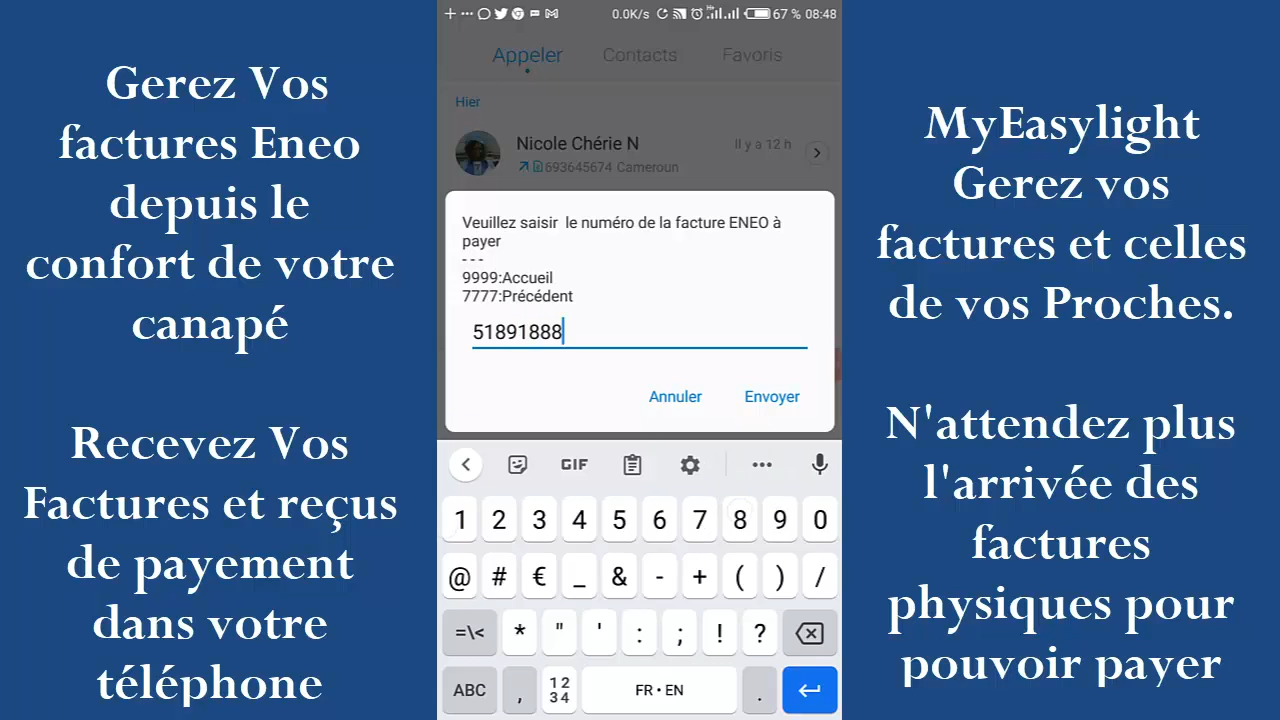 Gerez Vos
factures Eneo
depuis le
confort de votre
canapé
Recevez Vos
Factures et reçus
de payement
dans votre
téléphone
0.0K/s 67 % 08:48
Appeler Contacts Favoris
Hier
Nicole Chérie N Il y a 12 h
693645674 Cameroun
Veuillez saisir le numéro de la facture ENEO à
payer
---
9999:Accueil
7777:Précédent
51891888
Annuler Envoyer
GIF
1 2 3 4 5 6 7 8 9 0
@ # € _ & - + ( ) /
=\< * " ' : ; ! ?
ABC , 12 34 FR • EN .
MyEasylight
Gerez vos
factures et celles
de vos Proches.
N'attendez plus
l'arrivée des
factures
physiques pour
pouvoir payer